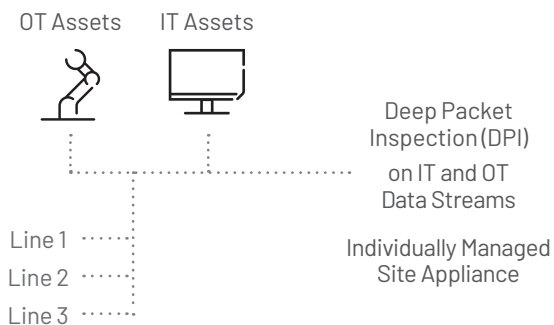 OT Assets
IT Assets
Deep Packet
Inspection (DPI)
on IT and OT
Data Streams
Individually Managed
Site Appliance
Line 1
Line 2
Line 3